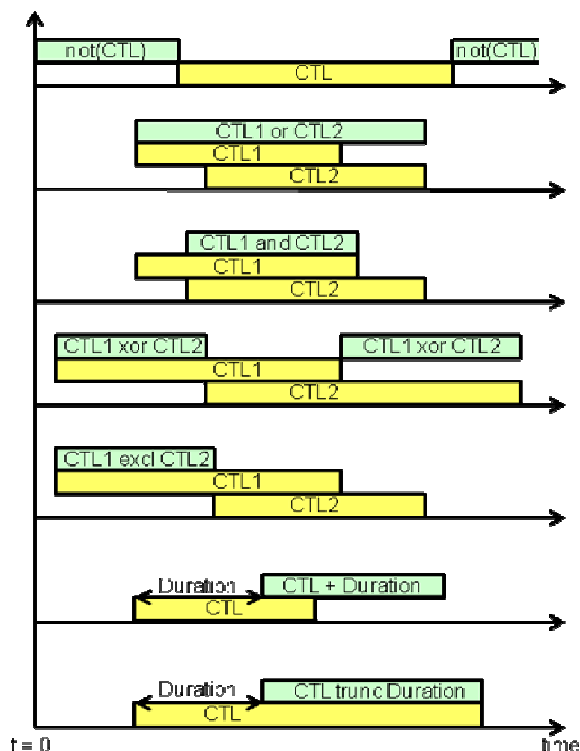 not(CTL) not(CTL)
CTL
CTL1 or CTL2
CTL1
CTL2
CTL1 and CTL2
CTL1
CTL2
CTL1 xor CTL2 CTL1 xor CTL2
CTL1
CTL2
CTL1 excl CTL2
CTL1
CTL2
Duration CTL + Duration
CTL
Duration CTL trunc Duration
CTL
t = 0 time